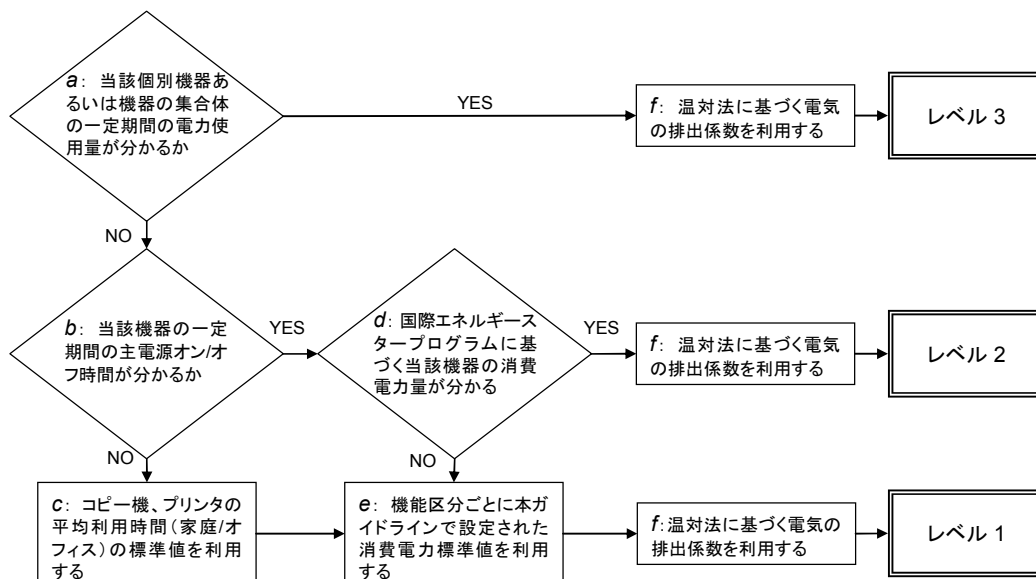 a: 当該個別機器あ
るいは機器の集合体
の一定期間の電力使
用量が分かるか
YES
f: 温対法に基づく電気
の排出係数を利用する
レベル 3
NO
b: 当該機器の一定
期間の主電源オン/オ
フ時間が分かるか
YES
d: 国際エネルギース
タープログラムに基
づく当該機器の消費
電力量が分かる
YES
f: 温対法に基づく電気
の排出係数を利用する
レベル 2
NO
NO
c: コピー機、プリンタの
平均利用時間(家庭/オ
フィス)の標準値を利用
する
e: 機能区分ごとに本ガ
イドラインで設定された
消費電力標準値を利用
する
f:温対法に基づく電気の
排出係数を利用する
レベル 1